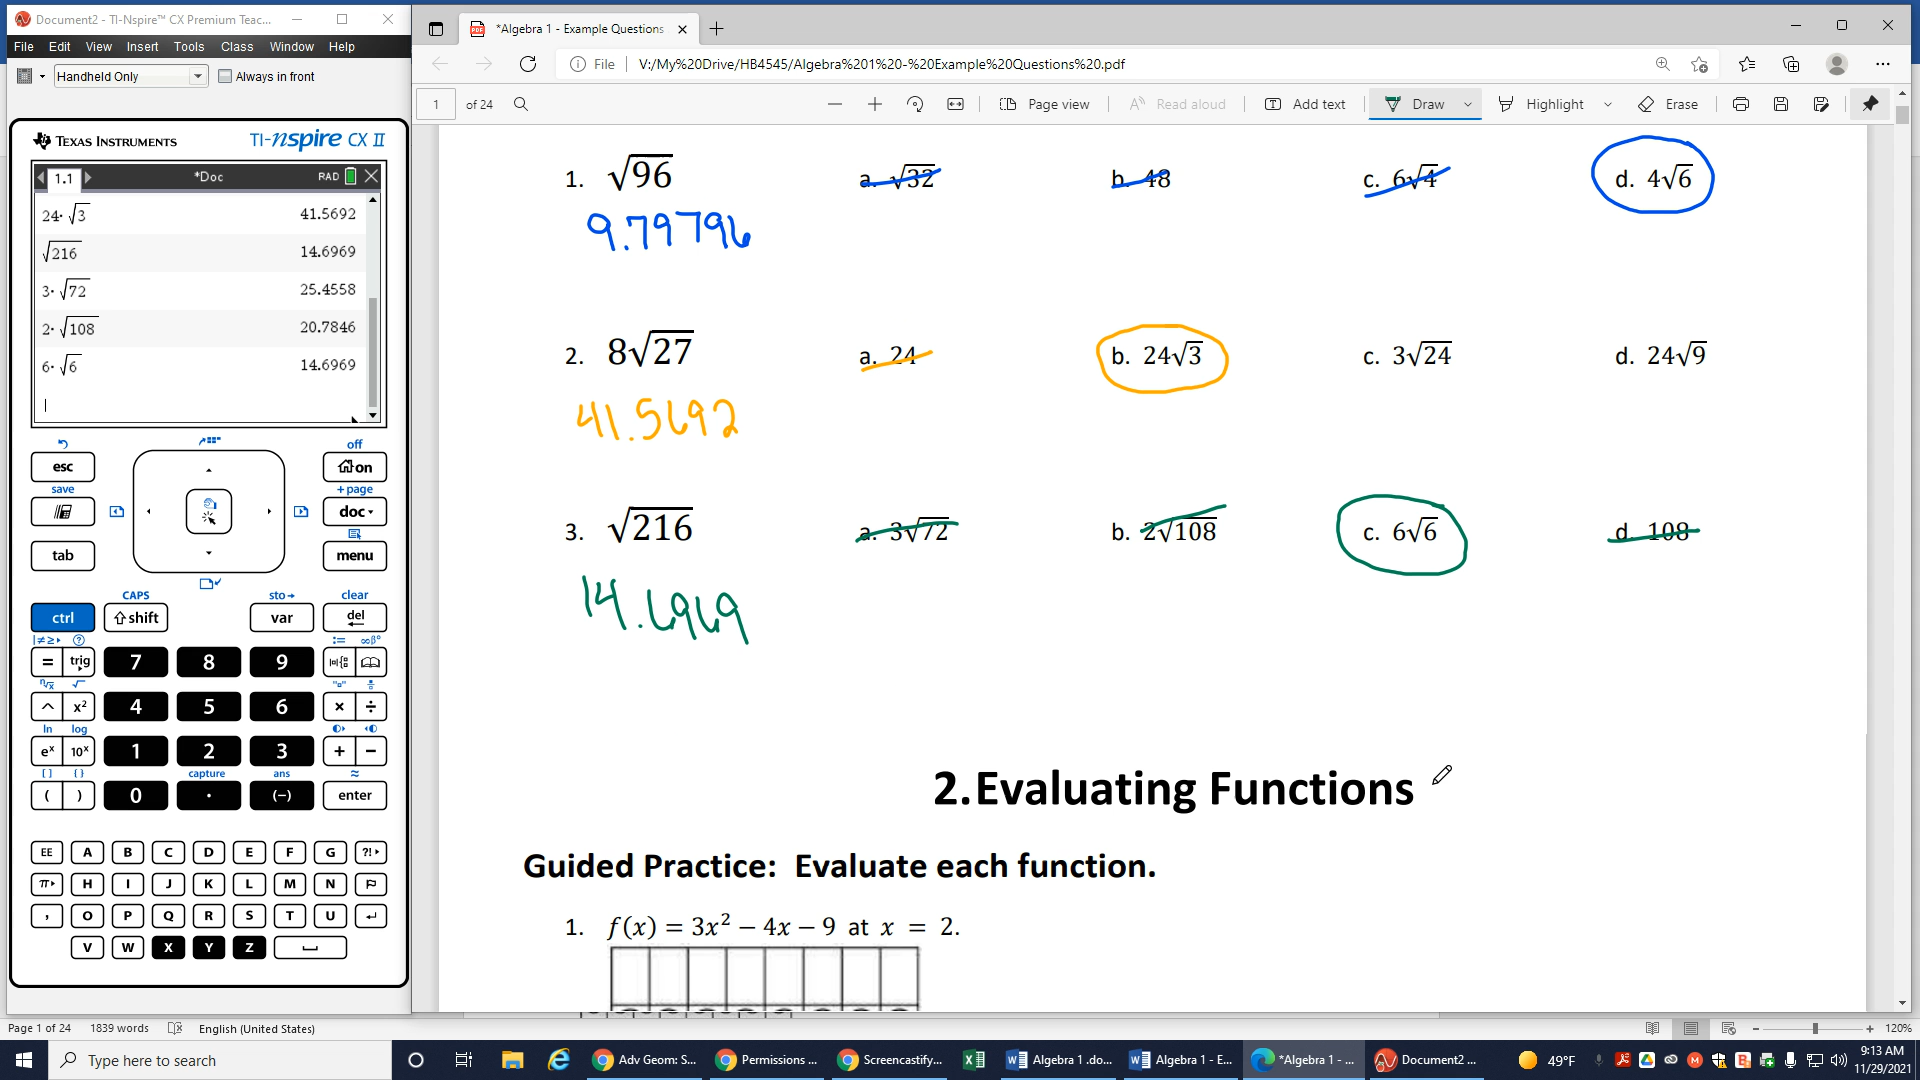 Document2 - TI-Nspire™ CX Premium Teac...
File Edit View Insert Tools Class Window Help
Handheld Only
Always in front
TEXAS INSTRUMENTS
TI-nspire CX II
1.1
*Doc
RAD
24·√3 41.5692
√216 14.6969
3·√72 25.4558
2·√108 20.7846
6·√6 14.6969
off
esc
on
save
+ page
doc
tab
menu
CAPS
sto→
clear
ctrl
shift
var
del
= trig 7 8 9
^ x² 4 5 6 × ÷
ln log
eˣ 10ˣ 1 2 3 + −
[ ] { } capture ans ≈
( ) 0 . (−) enter
EE A B C D E F G ?!
π H I J K L M N
, O P Q R S T U
V W X Y Z
*Algebra 1 - Example Questions
File
V:/My%20Drive/HB4545/Algebra%201%20-%20Example%20Questions%20.pdf
1 of 24
Page view
Read aloud
Add text
Draw
Highlight
Erase
1. √96 a. √32 b. 48 c. 6√4 d. 4√6
9.79796
2. 8√27 a. 24 b. 24√3 c. 3√24 d. 24√9
41.5692
3. √216 a. 3√72 b. 2√108 c. 6√6 d. 108
14.6969
2.Evaluating Functions
Guided Practice: Evaluate each function.
1. f(x) = 3x² − 4x − 9 at x = 2.
Page 1 of 24 1839 words English (United States)
120%
Type here to search
Adv Geom: S...
Permissions ...
Screencastify...
Algebra 1 .do...
Algebra 1 - E...
*Algebra 1 - ...
Document2 ...
49°F
9:13 AM
11/29/2021